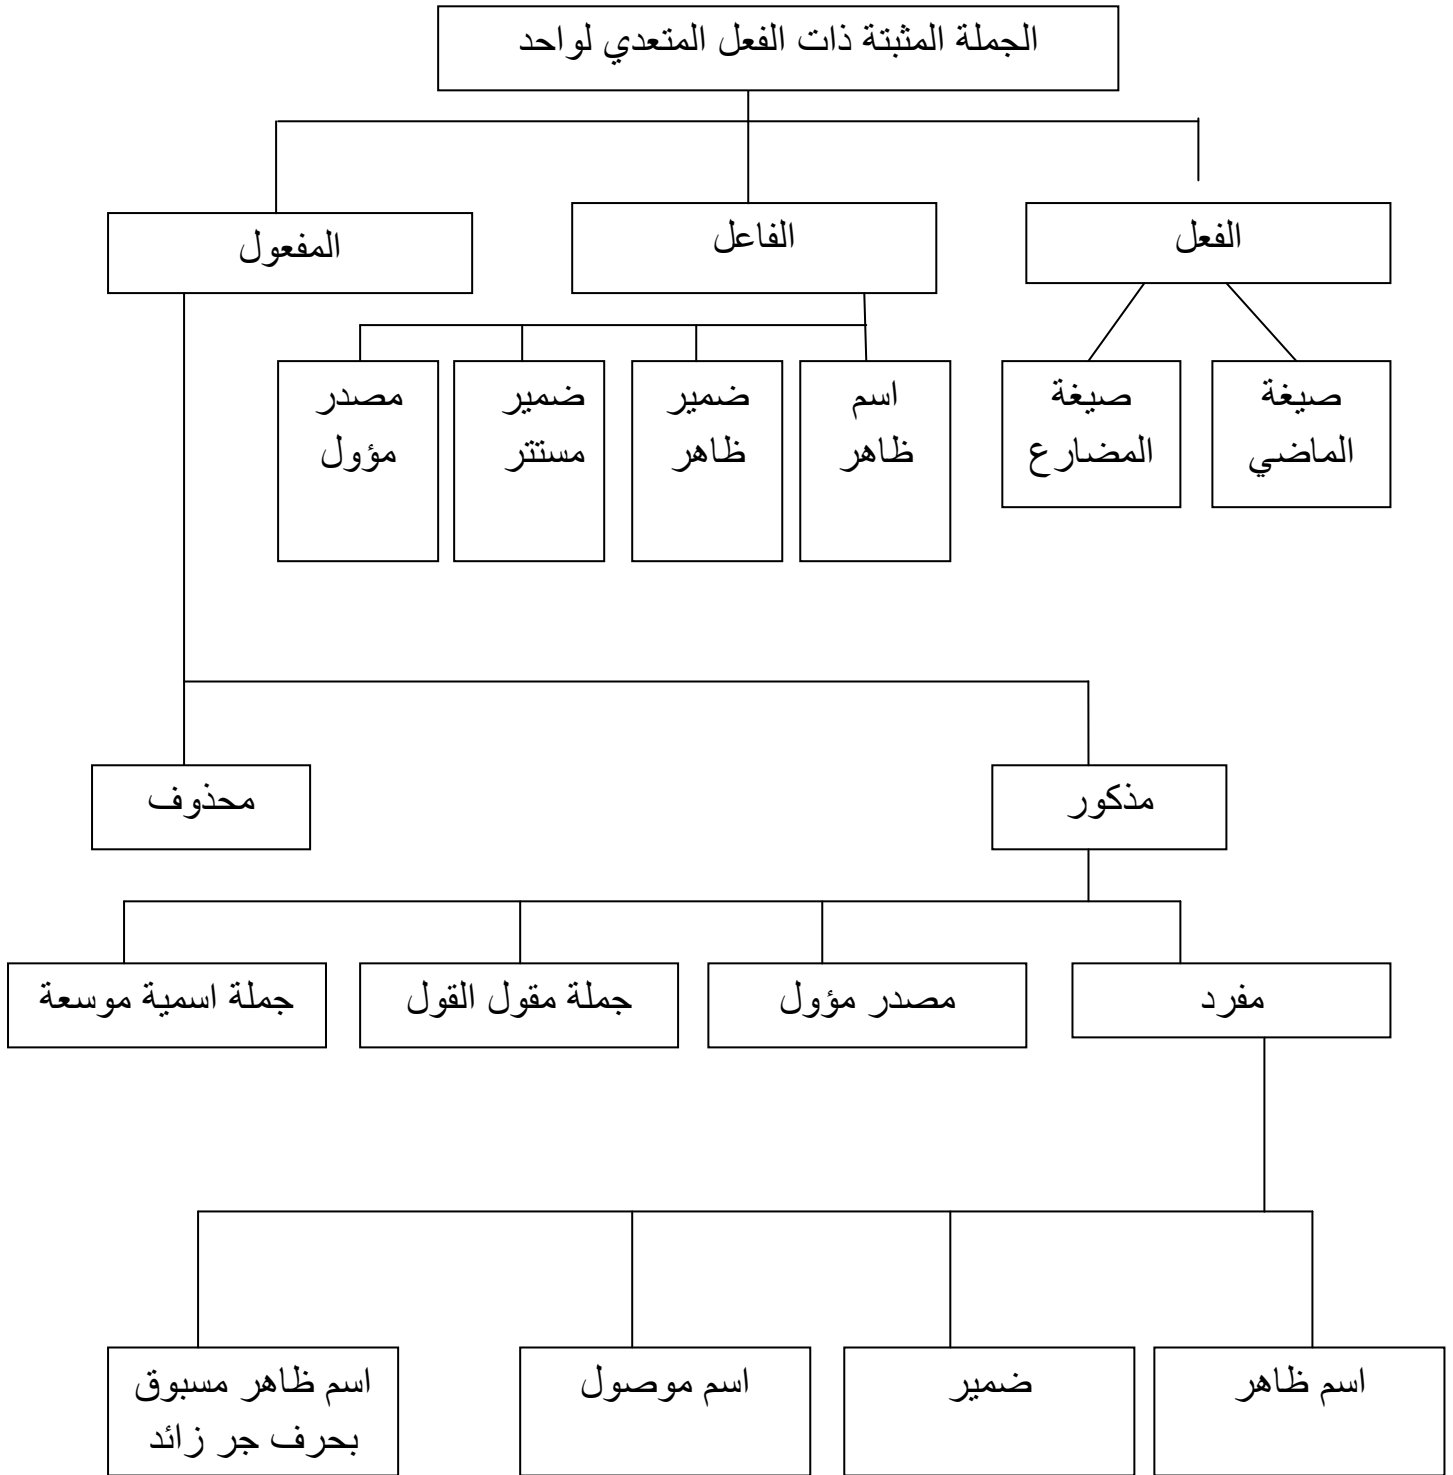 الجملة المثبتة ذات الفعل المتعدي لواحد
الفعل
الفاعل
المفعول
صيغة
الماضي
صيغة
المضارع
اسم
ظاهر
ضمير
ظاهر
ضمير
مستتر
مصدر
مؤول
مذكور
محذوف
مفرد
مصدر مؤول
جملة مقول القول
جملة اسمية موسعة
اسم ظاهر
ضمير
اسم موصول
اسم ظاهر مسبوق
بحرف جر زائد